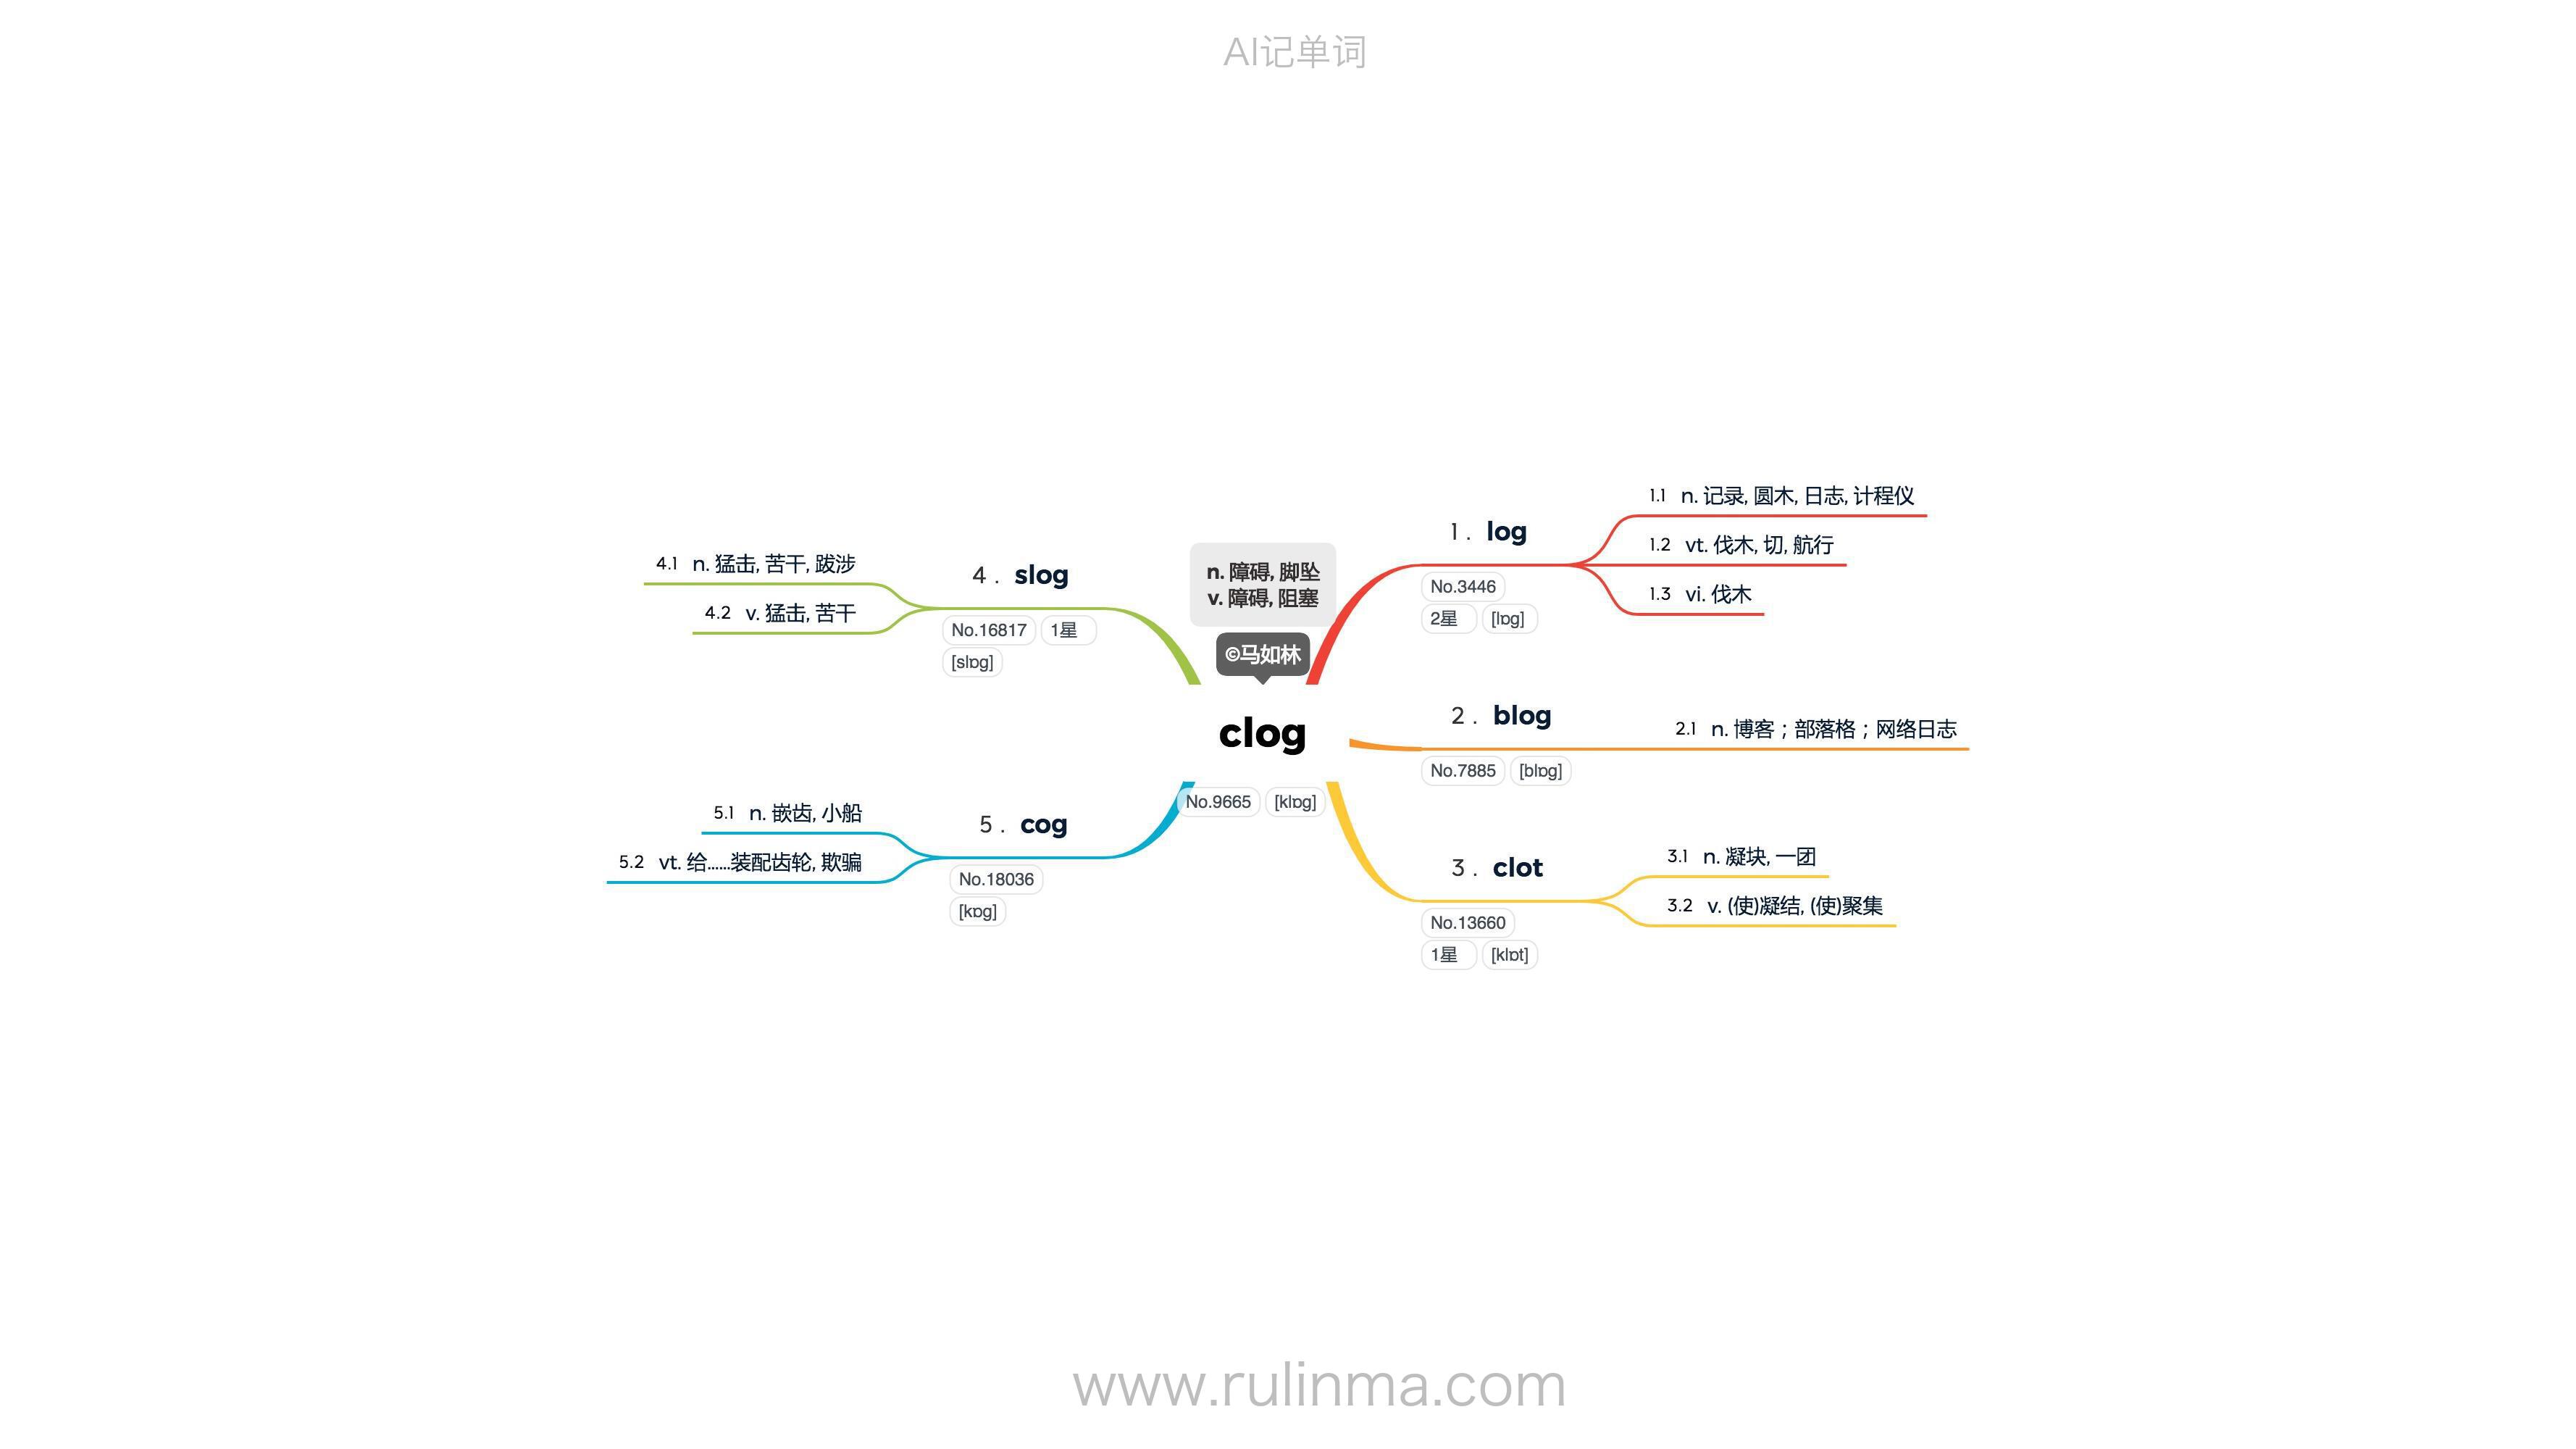 AI记单词
n. 障碍, 脚坠
v. 障碍, 阻塞
©马如林
clog
No.9665 [klɒg]
1. log
No.3446
2星 [lɒg]
1.1 n. 记录, 圆木, 日志, 计程仪
1.2 vt. 伐木, 切, 航行
1.3 vi. 伐木
2. blog
No.7885 [blɒg]
2.1 n. 博客；部落格；网络日志
3. clot
No.13660
1星 [klɒt]
3.1 n. 凝块, 一团
3.2 v. (使)凝结, (使)聚集
4. slog
No.16817 1星
[slɒg]
4.1 n. 猛击, 苦干, 跋涉
4.2 v. 猛击, 苦干
5. cog
No.18036
[kɒg]
5.1 n. 嵌齿, 小船
5.2 vt. 给......装配齿轮, 欺骗
www.rulinma.com